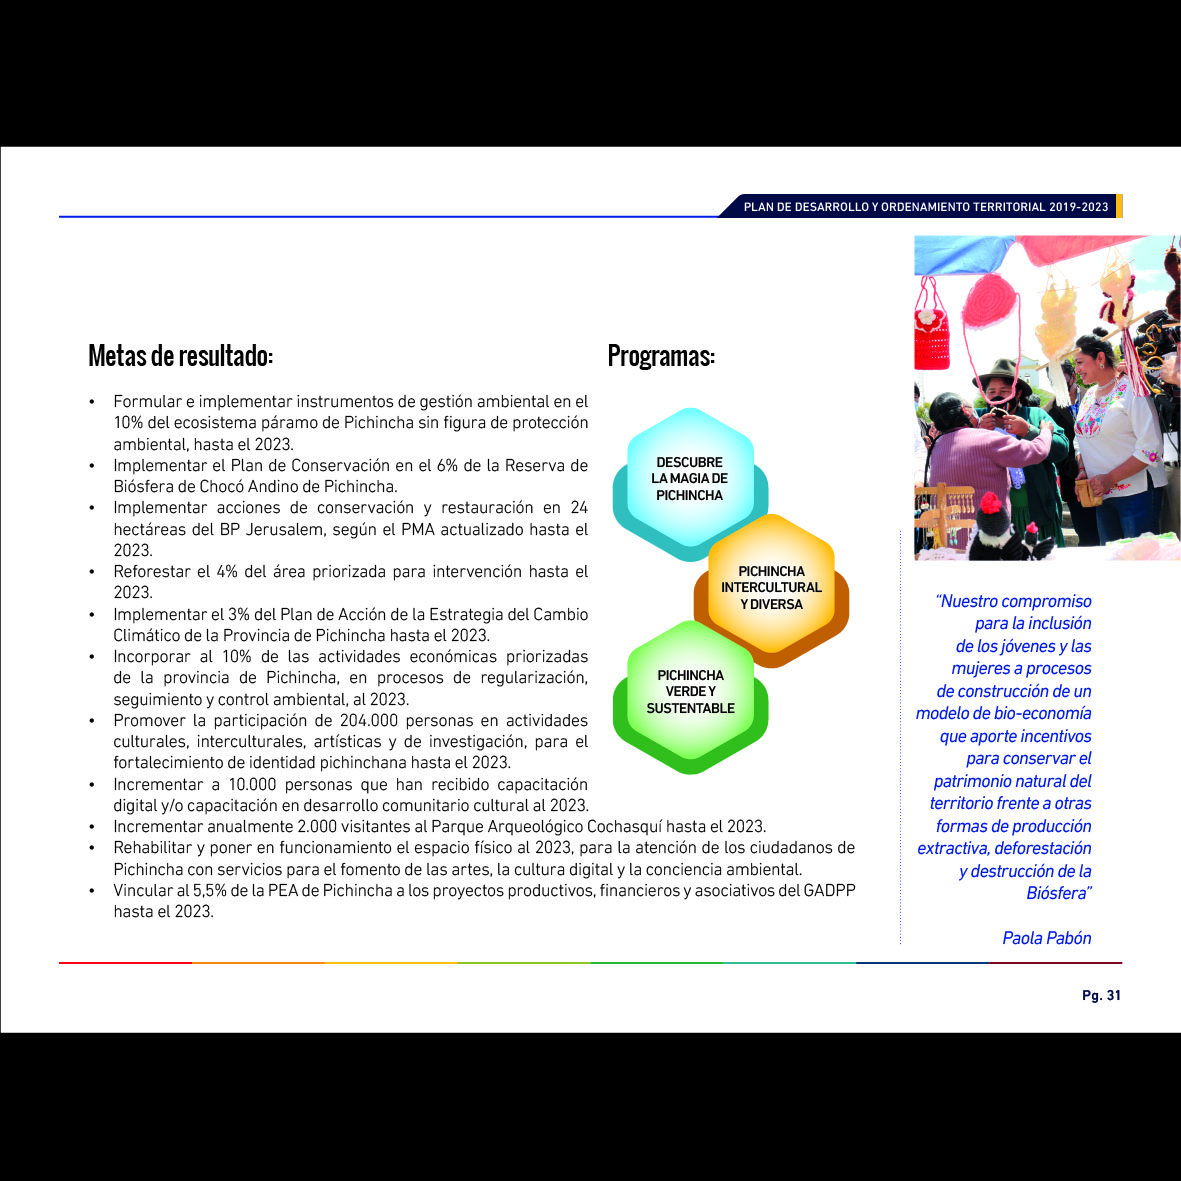 PLAN DE DESARROLLO Y ORDENAMIENTO TERRITORIAL 2019-2023
Metas de resultado:
• Formular e implementar instrumentos de gestión ambiental en el
10% del ecosistema páramo de Pichincha sin figura de protección
ambiental, hasta el 2023.
• Implementar el Plan de Conservación en el 6% de la Reserva de
Biósfera de Chocó Andino de Pichincha.
• Implementar acciones de conservación y restauración en 24
hectáreas del BP Jerusalem, según el PMA actualizado hasta el
2023.
• Reforestar el 4% del área priorizada para intervención hasta el
2023.
• Implementar el 3% del Plan de Acción de la Estrategia del Cambio
Climático de la Provincia de Pichincha hasta el 2023.
• Incorporar al 10% de las actividades económicas priorizadas
de la provincia de Pichincha, en procesos de regularización,
seguimiento y control ambiental, al 2023.
• Promover la participación de 204.000 personas en actividades
culturales, interculturales, artísticas y de investigación, para el
fortalecimiento de identidad pichinchana hasta el 2023.
• Incrementar a 10.000 personas que han recibido capacitación
digital y/o capacitación en desarrollo comunitario cultural al 2023.
• Incrementar anualmente 2.000 visitantes al Parque Arqueológico Cochasquí hasta el 2023.
• Rehabilitar y poner en funcionamiento el espacio físico al 2023, para la atención de los ciudadanos de
Pichincha con servicios para el fomento de las artes, la cultura digital y la conciencia ambiental.
• Vincular al 5,5% de la PEA de Pichincha a los proyectos productivos, financieros y asociativos del GADPP
hasta el 2023.
Programas:
DESCUBRE
LA MAGIA DE
PICHINCHA
PICHINCHA
INTERCULTURAL
Y DIVERSA
PICHINCHA
VERDE Y
SUSTENTABLE
“Nuestro compromiso
para la inclusión
de los jóvenes y las
mujeres a procesos
de construcción de un
modelo de bio-economía
que aporte incentivos
para conservar el
patrimonio natural del
territorio frente a otras
formas de producción
extractiva, deforestación
y destrucción de la
Biósfera”
Paola Pabón
Pg. 31